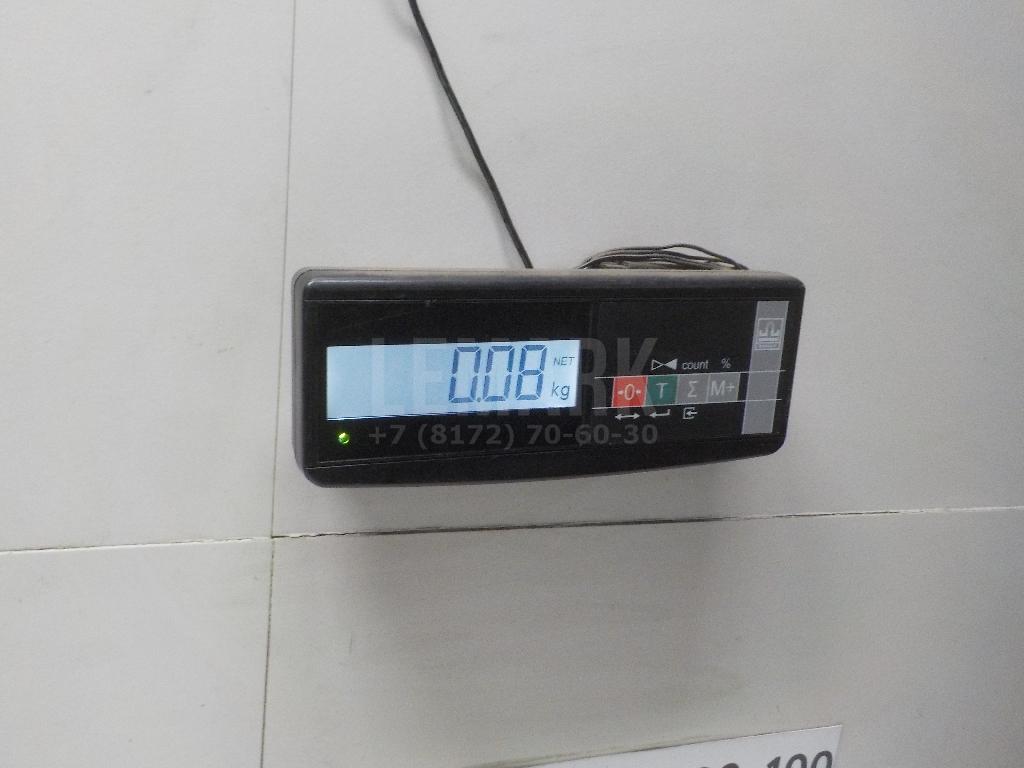 LEMARK
+7 (8172) 70-60-30
0.08 NET
kg
count %
→0← T Σ M+